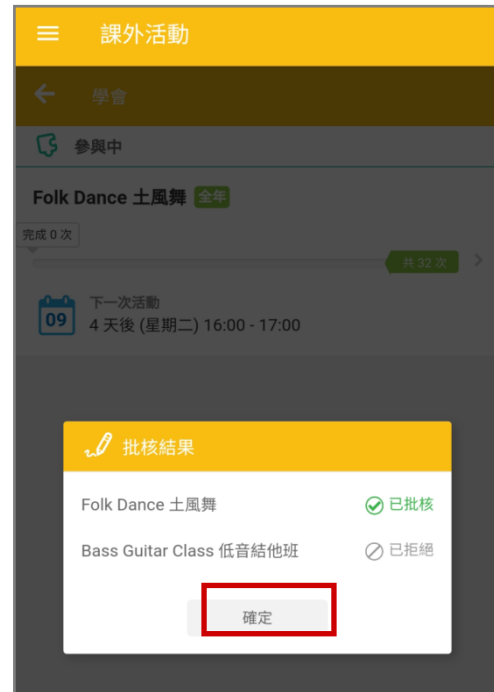 課外活動
學會
參與中
Folk Dance 土風舞 全年
完成 0 次
共 32 次
下一次活動
09
4 天後 (星期二) 16:00 - 17:00
批核結果
Folk Dance 土風舞 已批核
Bass Guitar Class 低音結他班 已拒絕
確定